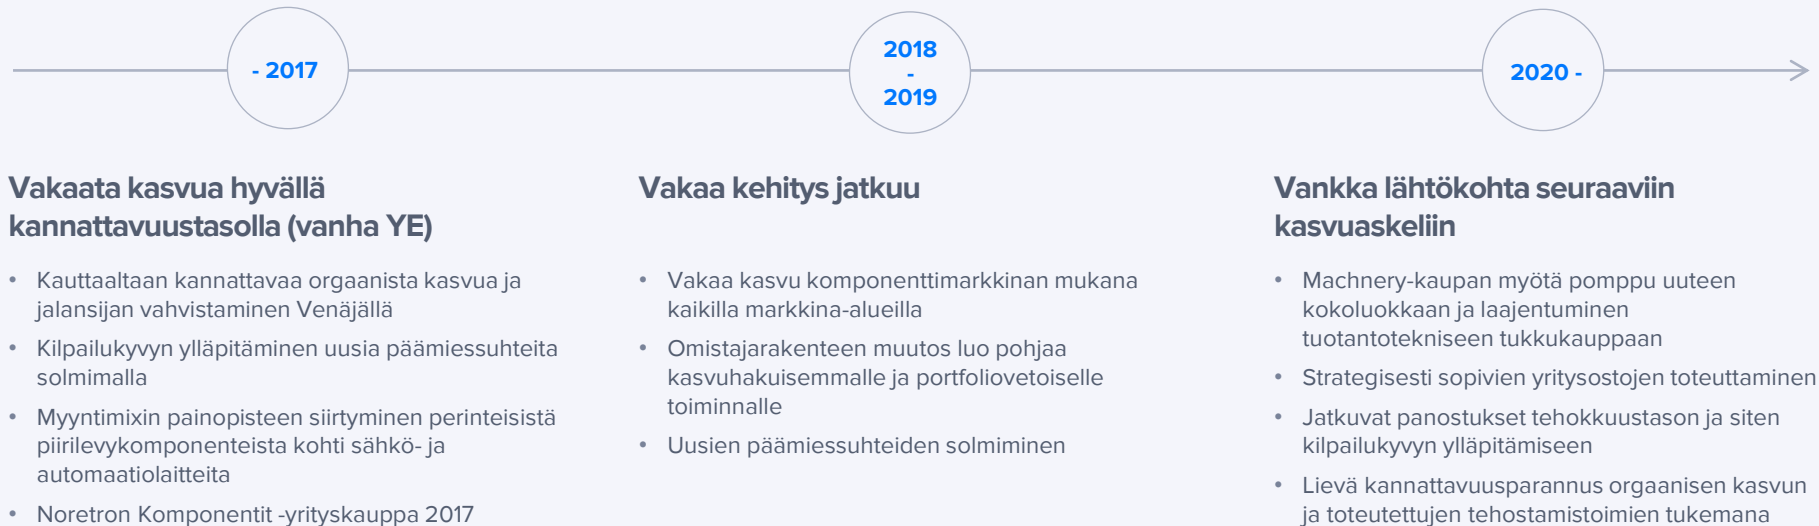 - 2017
2018
-
2019
2020 -
Vakaata kasvua hyvällä
kannattavuustasolla (vanha YE)
• Kauttaaltaan kannattavaa orgaanista kasvua ja
jalansijan vahvistaminen Venäjällä
• Kilpailukyvyn ylläpitäminen uusia päämiessuhteita
solmimalla
• Myyntimixin painopisteen siirtyminen perinteisistä
piirilevykomponenteista kohti sähkö- ja
automaatiolaitteita
• Noretron Komponentit -yrityskauppa 2017
Vakaa kehitys jatkuu
• Vakaa kasvu komponenttimarkkinan mukana
kaikilla markkina-alueilla
• Omistajarakenteen muutos luo pohjaa
kasvuhakuisemmalle ja portfoliovetoiselle
toiminnalle
• Uusien päämiessuhteiden solmiminen
Vankka lähtökohta seuraaviin
kasvuaskeliin
• Machnery-kaupan myötä pomppu uuteen
kokoluokkaan ja laajentuminen
tuotantotekniseen tukkukauppaan
• Strategisesti sopivien yritysostojen toteuttaminen
• Jatkuvat panostukset tehokkuustason ja siten
kilpailukyvyn ylläpitämiseen
• Lievä kannattavuusparannus orgaanisen kasvun
ja toteutettujen tehostamistoimien tukemana